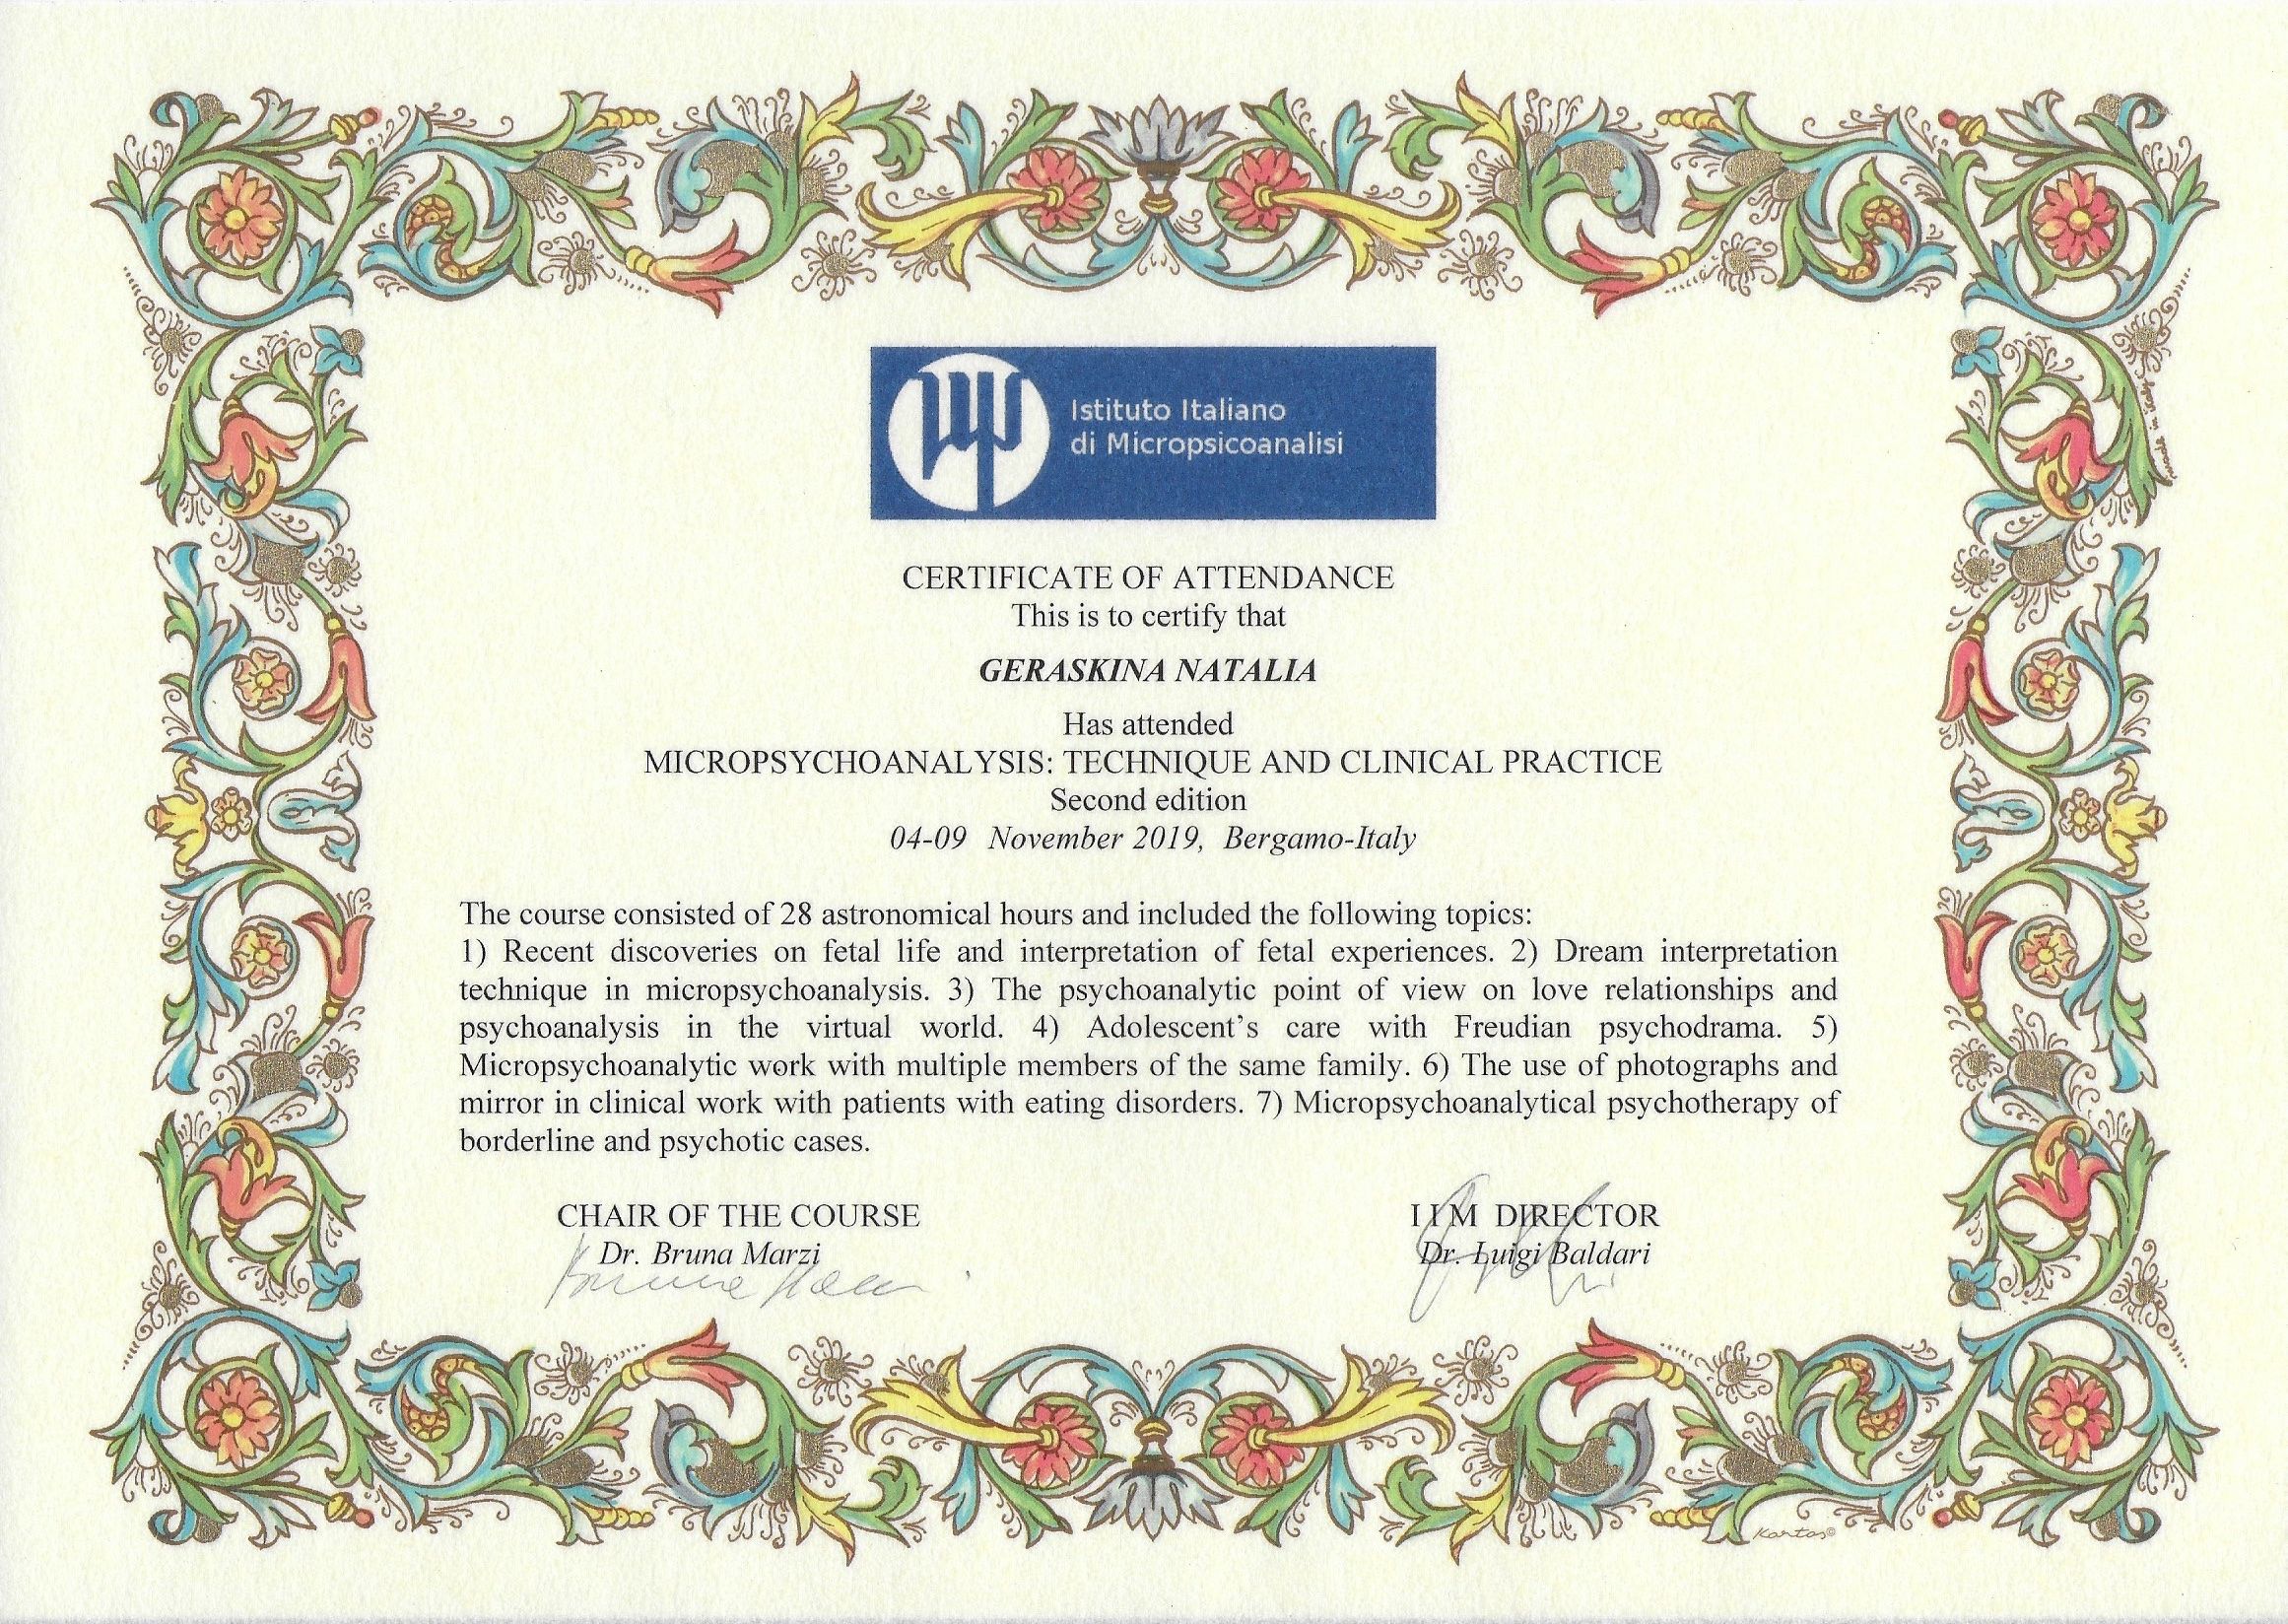 Istituto Italiano
di Micropsicoanalisi
CERTIFICATE OF ATTENDANCE
This is to certify that
GERASKINA NATALIA
Has attended
MICROPSYCHOANALYSIS: TECHNIQUE AND CLINICAL PRACTICE
Second edition
04-09 November 2019, Bergamo-Italy
The course consisted of 28 astronomical hours and included the following topics:
1) Recent discoveries on fetal life and interpretation of fetal experiences. 2) Dream interpretation
technique in micropsychoanalysis. 3) The psychoanalytic point of view on love relationships and
psychoanalysis in the virtual world. 4) Adolescent’s care with Freudian psychodrama. 5)
Micropsychoanalytic work with multiple members of the same family. 6) The use of photographs and
mirror in clinical work with patients with eating disorders. 7) Micropsychoanalytical psychotherapy of
borderline and psychotic cases.
CHAIR OF THE COURSE
Dr. Bruna Marzi
I I M DIRECTOR
Dr. Luigi Baldari
made in italy
Kartos©